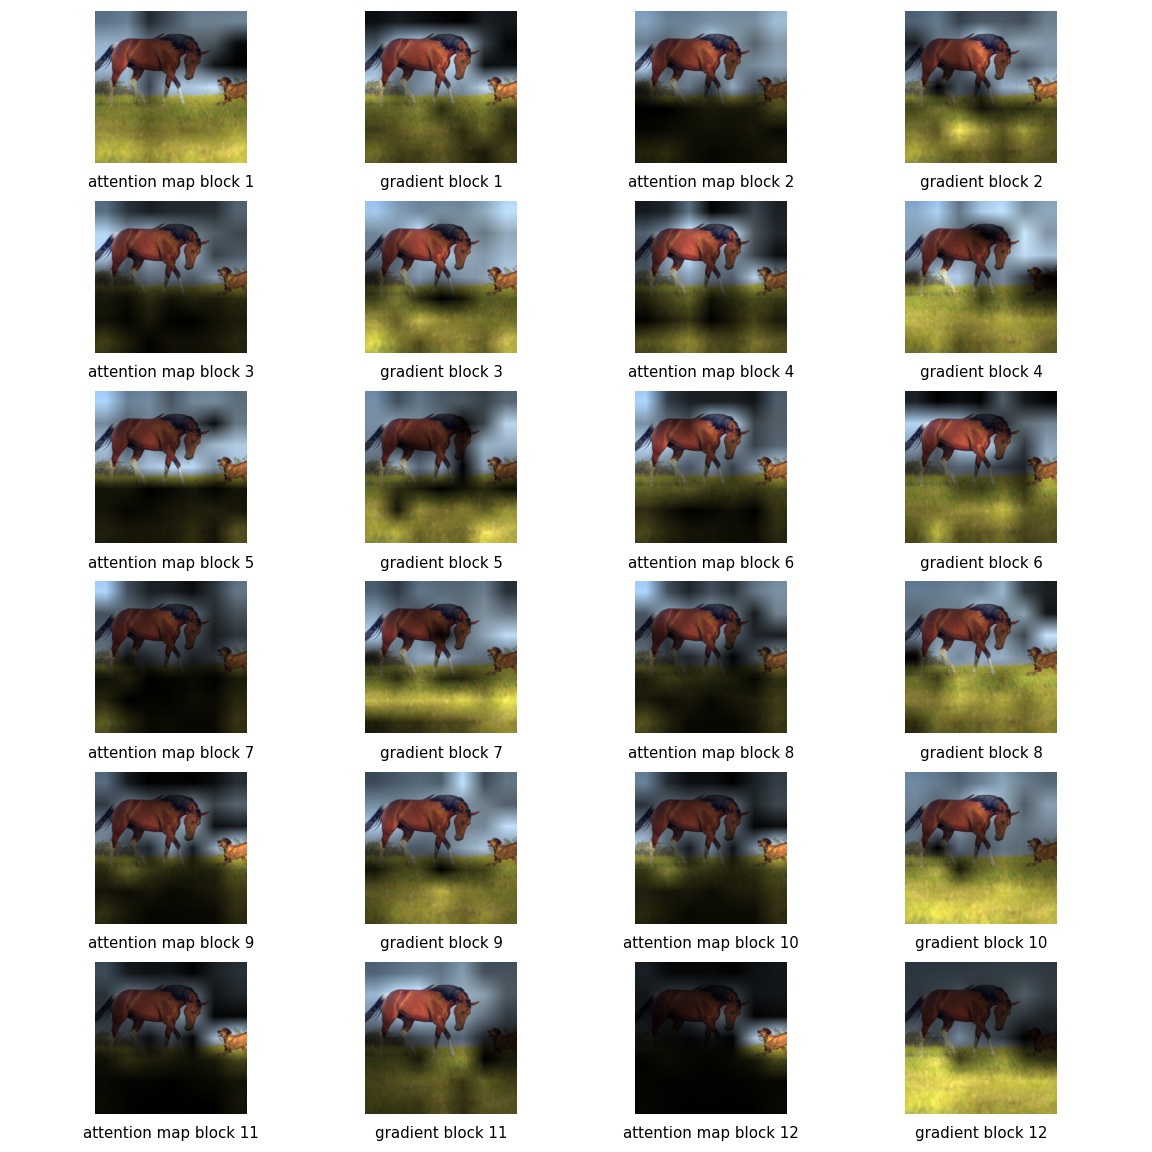 attention map block 1 gradient block 1 attention map block 2 gradient block 2
attention map block 3 gradient block 3 attention map block 4 gradient block 4
attention map block 5 gradient block 5 attention map block 6 gradient block 6
attention map block 7 gradient block 7 attention map block 8 gradient block 8
attention map block 9 gradient block 9 attention map block 10 gradient block 10
attention map block 11 gradient block 11 attention map block 12 gradient block 12